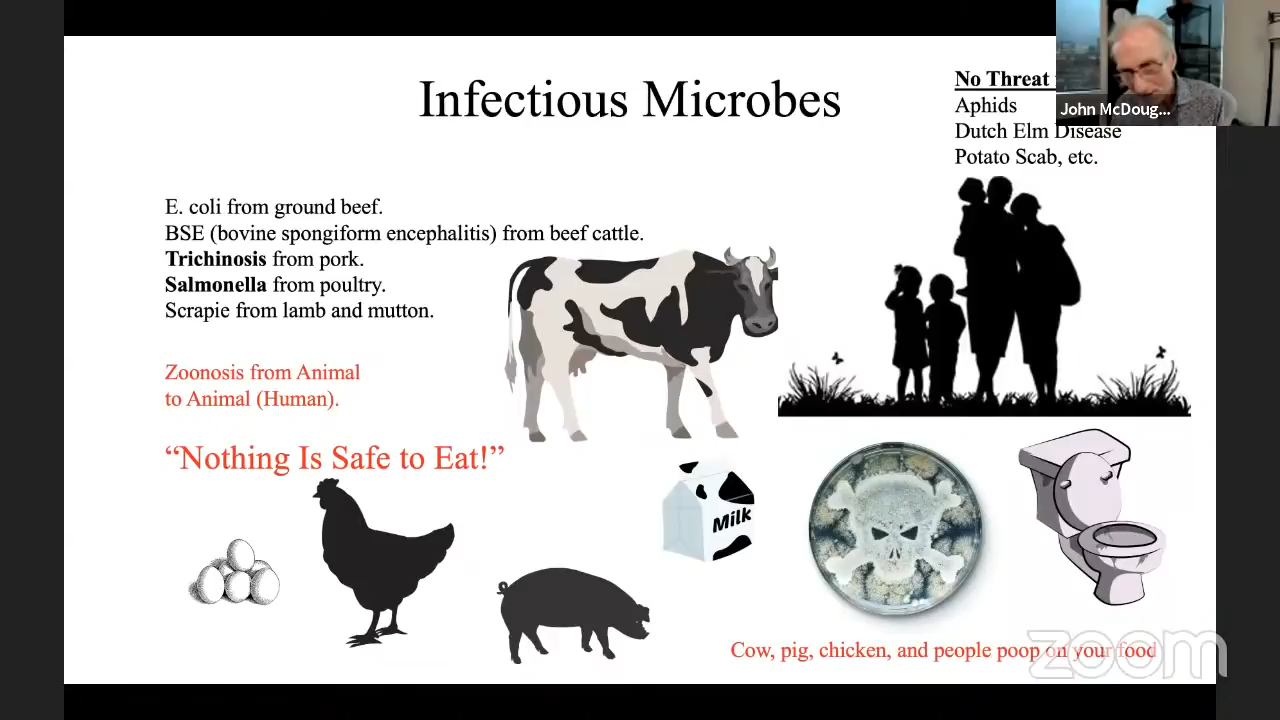 Infectious Microbes
No Threat
John McDoug...
Aphids
Dutch Elm Disease
Potato Scab, etc.
E. coli from ground beef.
BSE (bovine spongiform encephalitis) from beef cattle.
Trichinosis from pork.
Salmonella from poultry.
Scrapie from lamb and mutton.
Zoonosis from Animal
to Animal (Human).
“Nothing Is Safe to Eat!”
Milk
Cow, pig, chicken, and people poop on your food
zoom